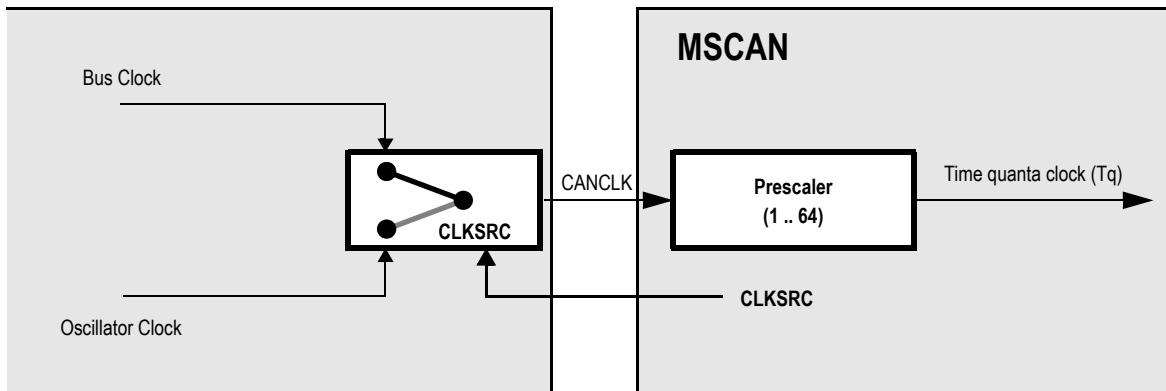 MSCAN
Bus Clock
CANCLK
Prescaler
(1 .. 64)
Time quanta clock (Tq)
CLKSRC
CLKSRC
Oscillator Clock